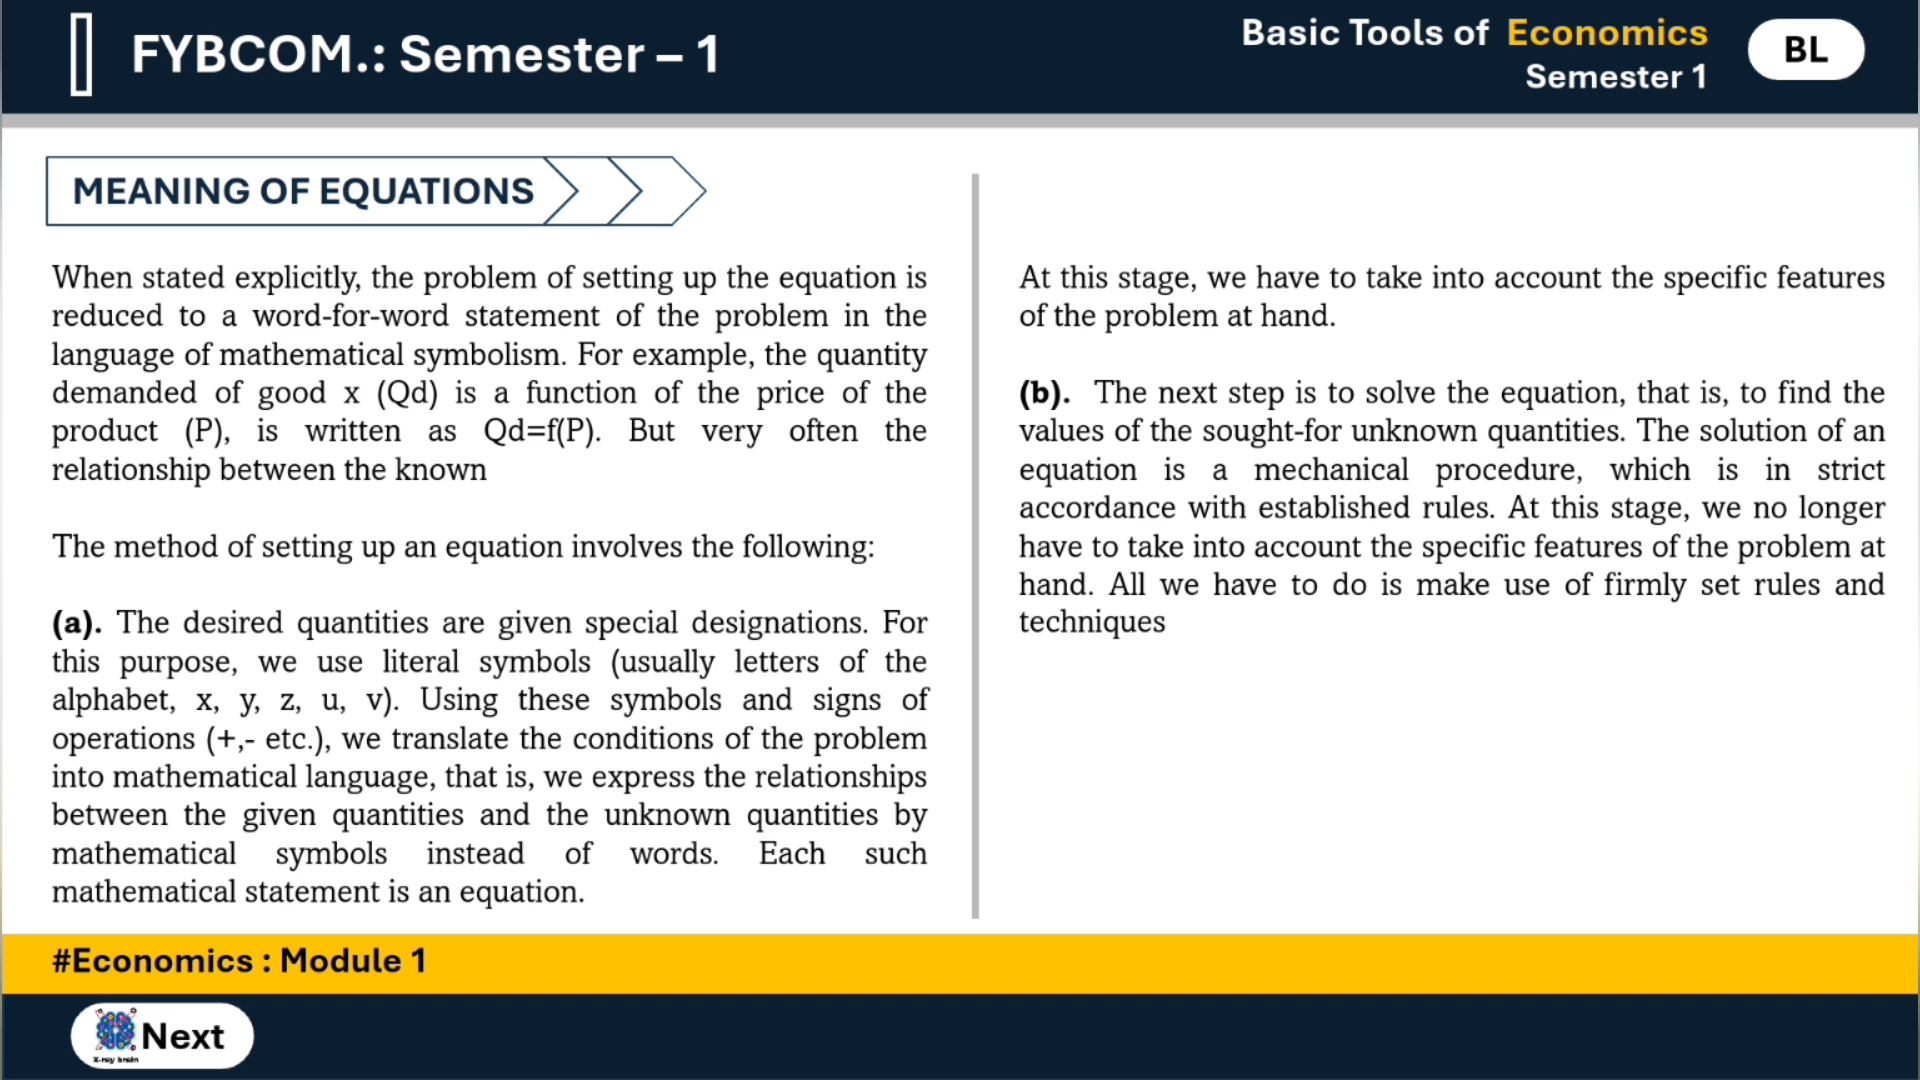 FYBCOM.: Semester – 1
Basic Tools of Economics
Semester 1
BL
MEANING OF EQUATIONS
When stated explicitly, the problem of setting up the equation is
reduced to a word-for-word statement of the problem in the
language of mathematical symbolism. For example, the quantity
demanded of good x (Qd) is a function of the price of the
product (P), is written as Qd=f(P). But very often the
relationship between the known
The method of setting up an equation involves the following:
(a). The desired quantities are given special designations. For
this purpose, we use literal symbols (usually letters of the
alphabet, x, y, z, u, v). Using these symbols and signs of
operations (+,- etc.), we translate the conditions of the problem
into mathematical language, that is, we express the relationships
between the given quantities and the unknown quantities by
mathematical symbols instead of words. Each such
mathematical statement is an equation.
At this stage, we have to take into account the specific features
of the problem at hand.
(b). The next step is to solve the equation, that is, to find the
values of the sought-for unknown quantities. The solution of an
equation is a mechanical procedure, which is in strict
accordance with established rules. At this stage, we no longer
have to take into account the specific features of the problem at
hand. All we have to do is make use of firmly set rules and
techniques
#Economics : Module 1
Next
X-ray brain